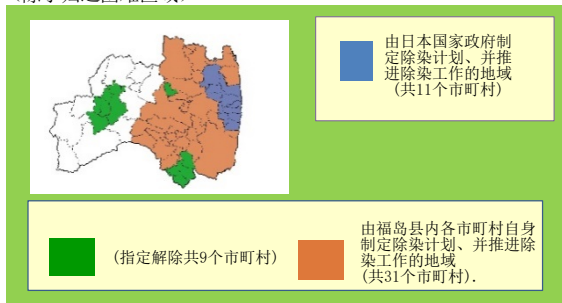 由日本国家政府制
定除染计划、并推
进除染工作的地域
(共11个市町村)
(指定解除共9个市町村)
由福岛县内各市町村自身
制定除染计划、并推进除
染工作的地域
(共31个市町村).